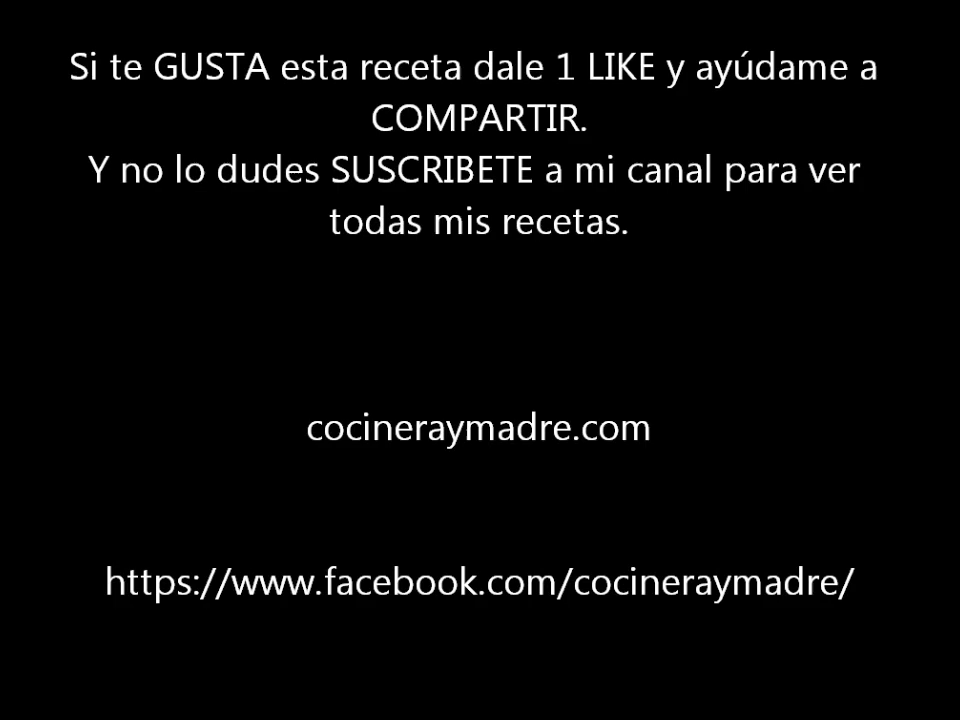 Si te GUSTA esta receta dale 1 LIKE y ayúdame a
COMPARTIR.
Y no lo dudes SUSCRIBETE a mi canal para ver
todas mis recetas.
cocineraymadre.com
https://www.facebook.com/cocineraymadre/